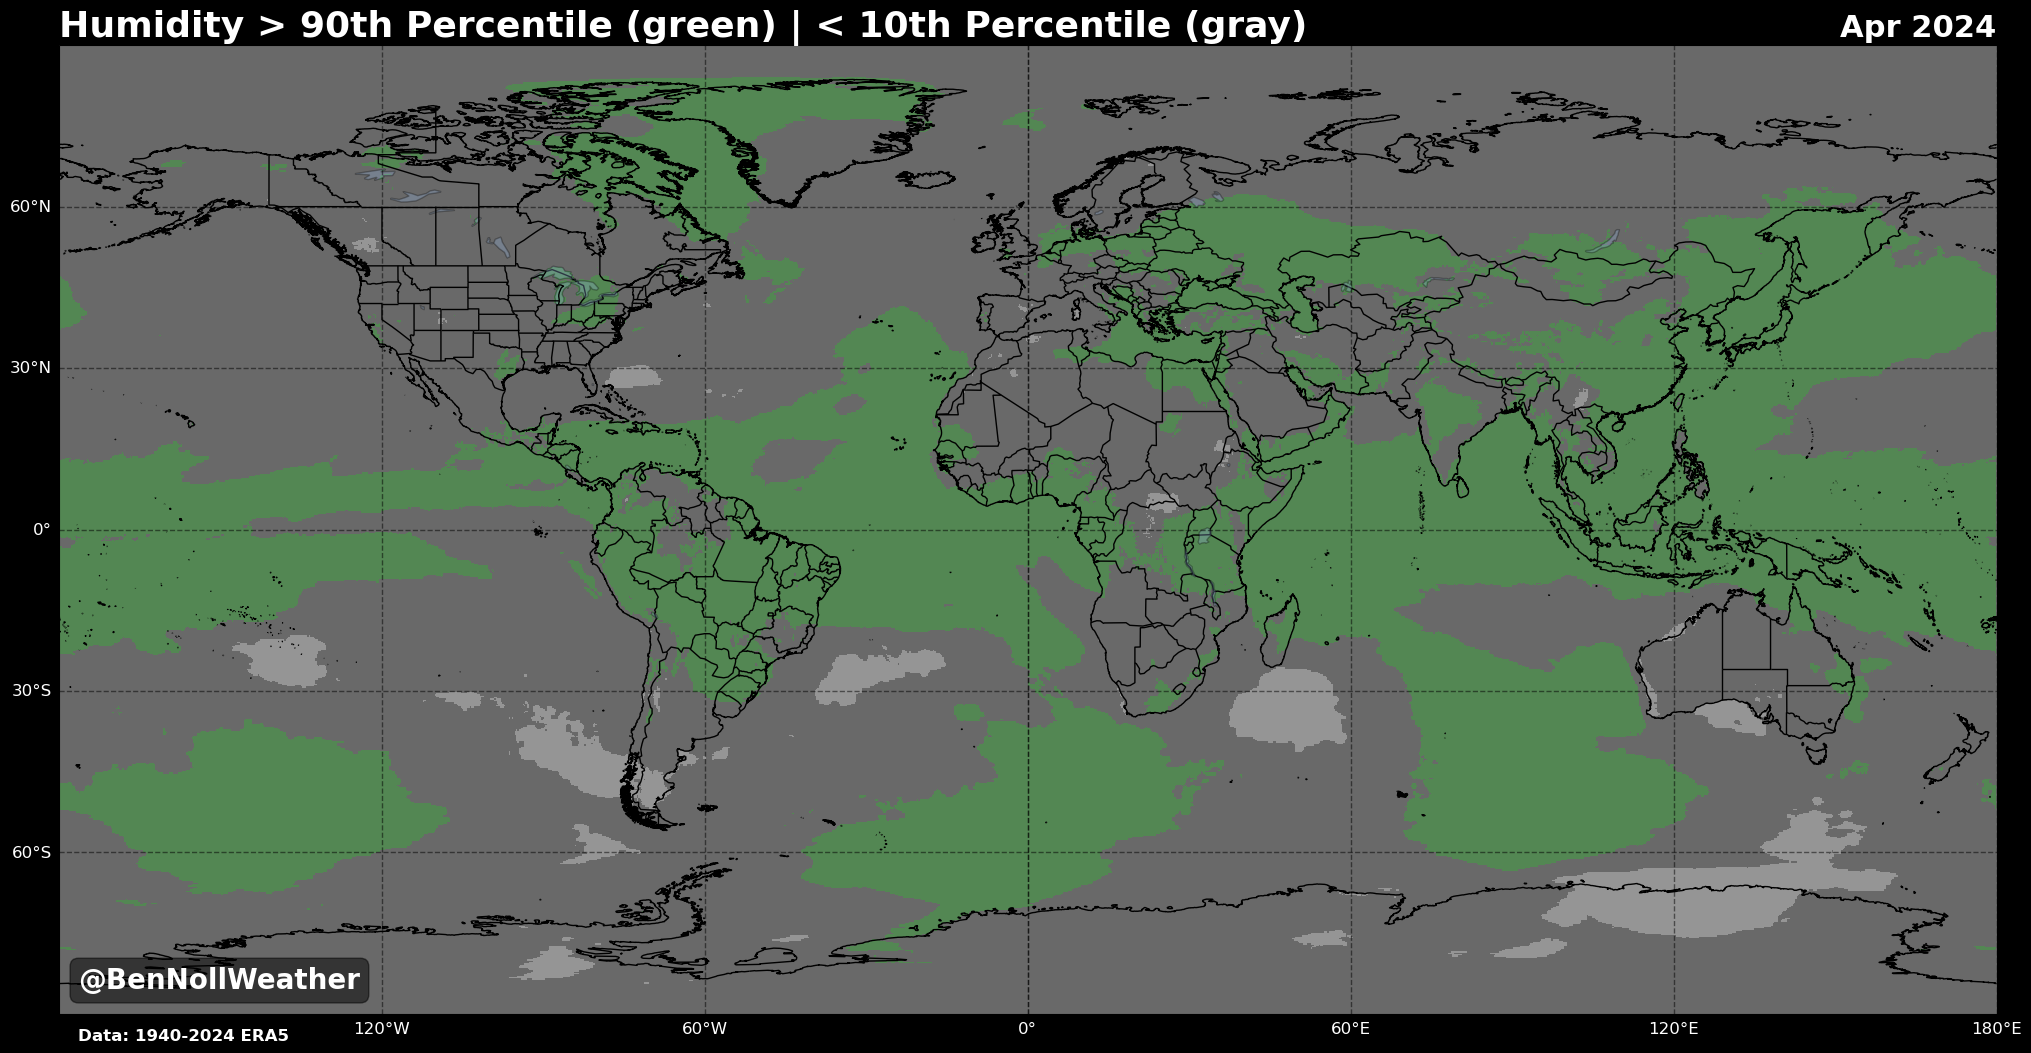 Humidity > 90th Percentile (green) | < 10th Percentile (gray)
Apr 2024
60°N
30°N
0°
30°S
60°S
@BenNollWeather
120°W
60°W
0°
60°E
120°E
180°E
Data: 1940-2024 ERA5